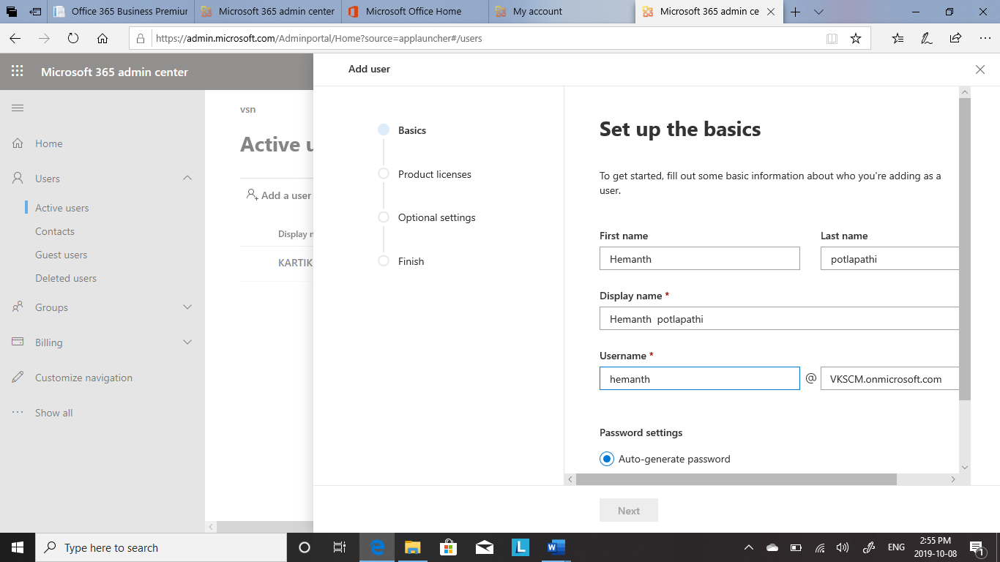 Office 365 Business Premiur
Microsoft 365 admin center
Microsoft Office Home
My account
Microsoft 365 admin ce
https://admin.microsoft.com/Adminportal/Home?source=applauncher#/users
Microsoft 365 admin center
Home
Users
Active users
Contacts
Guest users
Deleted users
Groups
Billing
Customize navigation
Show all
vsn
Active u
Add a user
Display n
KARTIK
Add user
Basics
Product licenses
Optional settings
Finish
Set up the basics
To get started, fill out some basic information about who you're adding as a
user.
First name
Last name
Hemanth
potlapathi
Display name *
Hemanth potlapathi
Username *
hemanth
@
VKSCM.onmicrosoft.com
Password settings
Auto-generate password
Next
Type here to search
ENG
2:55 PM
2019-10-08
1